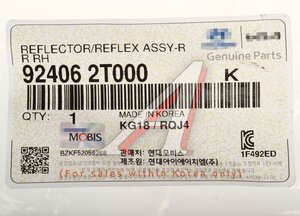 REFLECTOR/REFLEX ASSY-R
R RH
Genuine Parts
92406 2T000
K
QTY:
1
MOBIS
MADE IN KOREA
KG18 / RQJ4
1F492ED
판매처: 현대모비스
제조원: 현대아이에이치엘(주)
(For sales within Korea only)